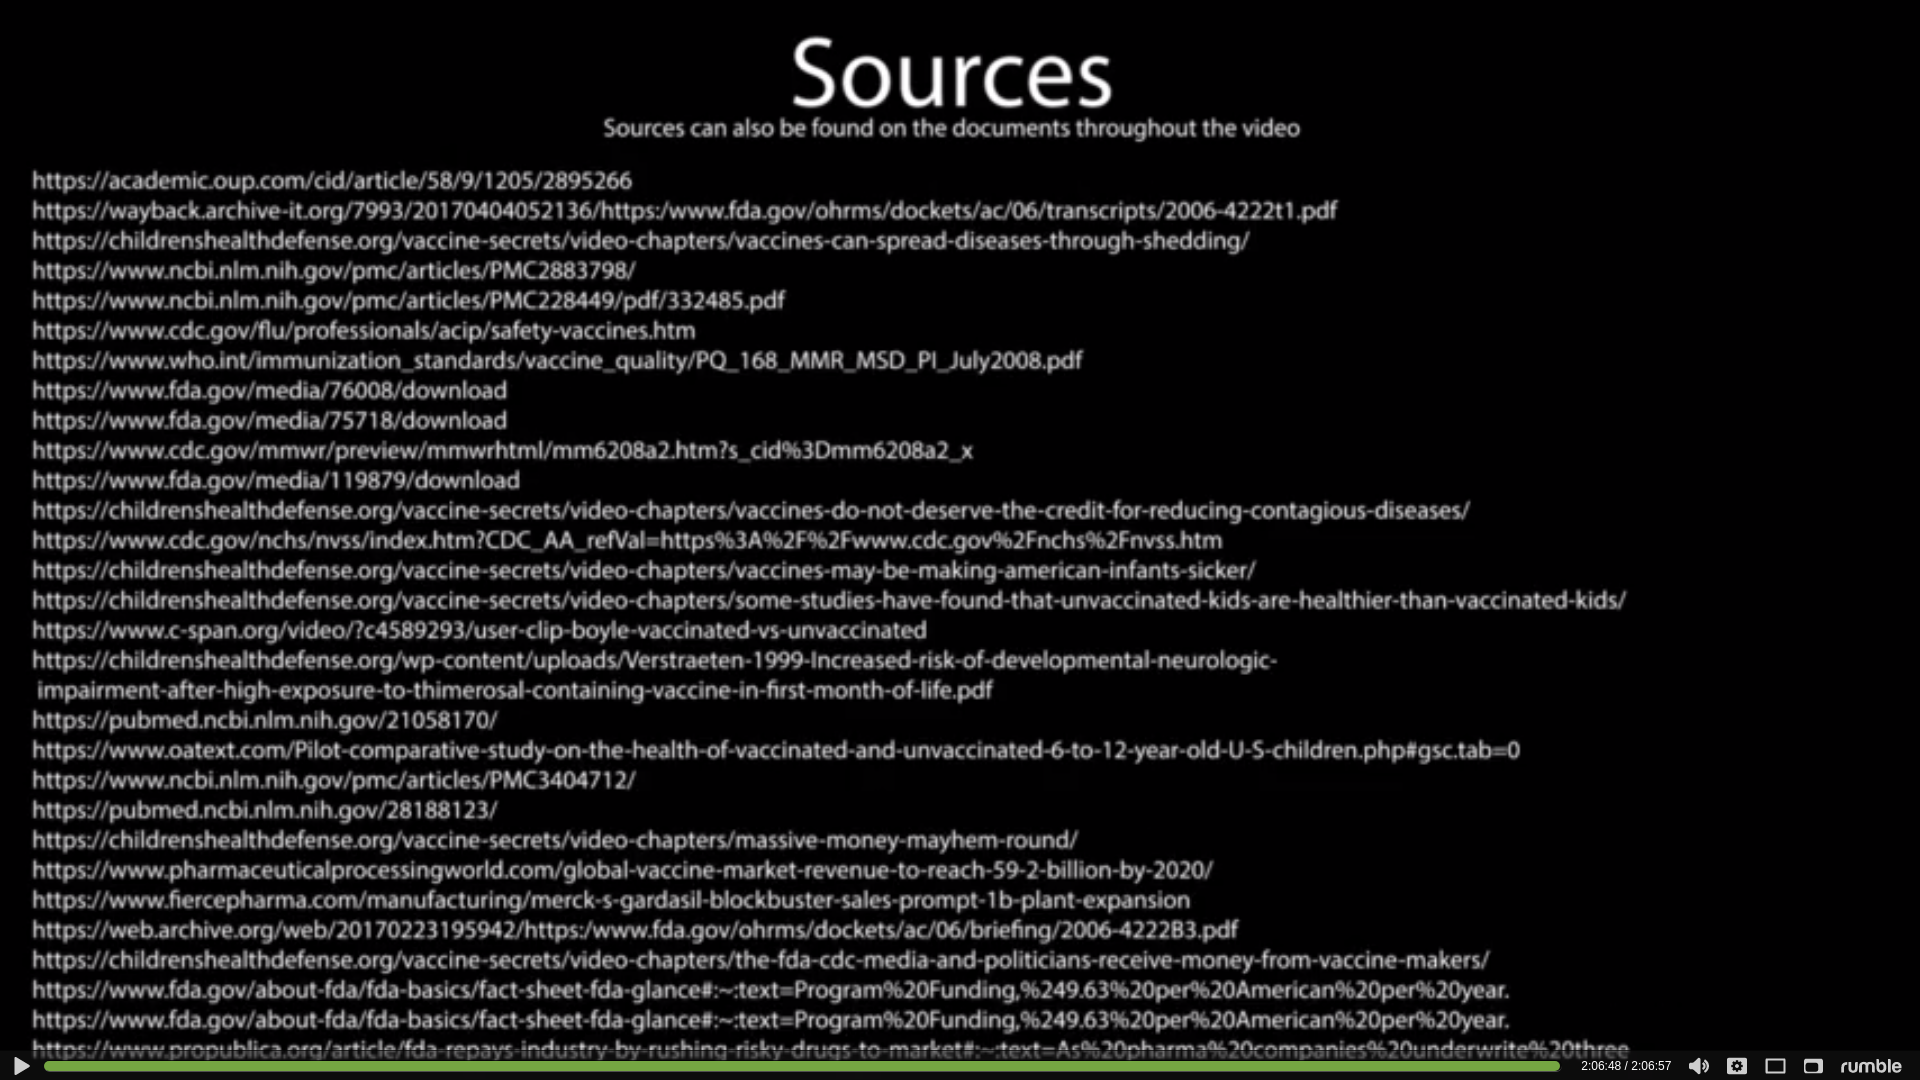 Sources
Sources can also be found on the documents throughout the video
https://academic.oup.com/cid/article/58/9/1205/2895266
https://wayback.archive-it.org/7993/20170404052136/https:/www.fda.gov/ohrms/dockets/ac/06/transcripts/2006-4222t1.pdf
https://childrenshealthdefense.org/vaccine-secrets/video-chapters/vaccines-can-spread-diseases-through-shedding/
https://www.ncbi.nlm.nih.gov/pmc/articles/PMC2883798/
https://www.ncbi.nlm.nih.gov/pmc/articles/PMC228449/pdf/332485.pdf
https://www.cdc.gov/flu/professionals/acip/safety-vaccines.htm
https://www.who.int/immunization_standards/vaccine_quality/PQ_168_MMR_MSD_PI_July2008.pdf
https://www.fda.gov/media/76008/download
https://www.fda.gov/media/75718/download
https://www.cdc.gov/mmwr/preview/mmwrhtml/mm6208a2.htm?s_cid%3Dmm6208a2_x
https://www.fda.gov/media/119879/download
https://childrenshealthdefense.org/vaccine-secrets/video-chapters/vaccines-do-not-deserve-the-credit-for-reducing-contagious-diseases/
https://www.cdc.gov/nchs/nvss/index.htm?CDC_AA_refVal=https%3A%2F%2Fwww.cdc.gov%2Fnchs%2Fnvss.htm
https://childrenshealthdefense.org/vaccine-secrets/video-chapters/vaccines-may-be-making-american-infants-sicker/
https://childrenshealthdefense.org/vaccine-secrets/video-chapters/some-studies-have-found-that-unvaccinated-kids-are-healthier-than-vaccinated-kids/
https://www.c-span.org/video/?c4589293/user-clip-boyle-vaccinated-vs-unvaccinated
https://childrenshealthdefense.org/wp-content/uploads/Verstraeten-1999-Increased-risk-of-developmental-neurologic-
impairment-after-high-exposure-to-thimerosal-containing-vaccine-in-first-month-of-life.pdf
https://pubmed.ncbi.nlm.nih.gov/21058170/
https://www.oatext.com/Pilot-comparative-study-on-the-health-of-vaccinated-and-unvaccinated-6-to-12-year-old-U-S-children.php#gsc.tab=0
https://www.ncbi.nlm.nih.gov/pmc/articles/PMC3404712/
https://pubmed.ncbi.nlm.nih.gov/28188123/
https://childrenshealthdefense.org/vaccine-secrets/video-chapters/massive-money-mayhem-round/
https://www.pharmaceuticalprocessingworld.com/global-vaccine-market-revenue-to-reach-59-2-billion-by-2020/
https://www.fiercepharma.com/manufacturing/merck-s-gardasil-blockbuster-sales-prompt-1b-plant-expansion
https://web.archive.org/web/20170223195942/https:/www.fda.gov/ohrms/dockets/ac/06/briefing/2006-4222B3.pdf
https://childrenshealthdefense.org/vaccine-secrets/video-chapters/the-fda-cdc-media-and-politicians-receive-money-from-vaccine-makers/
https://www.fda.gov/about-fda/fda-basics/fact-sheet-fda-glance#:~:text=Program%20Funding,%249.63%20per%20American%20per%20year.
https://www.fda.gov/about-fda/fda-basics/fact-sheet-fda-glance#:~:text=Program%20Funding,%249.63%20per%20American%20per%20year.
https://www.propublica.org/article/fda-repays-industry-by-rushing-risky-drugs-to-market#:~:text=As%20pharma%20companies%20underwrite%20three
2:06:48 / 2:06:57
rumble